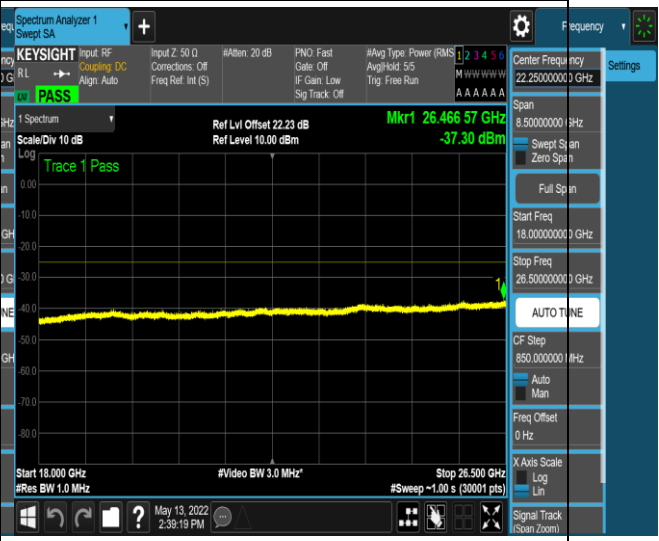 Spectrum Analyzer 1
Swept SA
Frequency
KEYSIGHT
RL
PASS
Input: RF
Coupling: DC
Align: Auto
Input Z: 50 Ω
Corrections: Off
Freq Ref: Int (S)
#Atten: 20 dB
PNO: Fast
Gate: Off
IF Gain: Low
Sig Track: Off
#Avg Type: Power (RMS
Avg|Hold: 5/5
Trig: Free Run
1 2 3 4 5 6
M W W W W W
A A A A A A
1 Spectrum
Scale/Div 10 dB
Log
Ref Lvl Offset 22.23 dB
Ref Level 10.00 dBm
Mkr1 26.466 57 GHz
-37.30 dBm
Trace 1 Pass
0.00
-10.0
-20.0
-30.0
-40.0
-50.0
-60.0
-70.0
-80.0
1
Start 18.000 GHz
#Res BW 1.0 MHz
#Video BW 3.0 MHz*
Stop 26.500 GHz
#Sweep ~1.00 s (30001 pts)
May 13, 2022
2:39:19 PM
Center Frequency
22.250000000 GHz
Settings
Span
8.50000000 GHz
Swept Span
Zero Span
Full Span
Start Freq
18.000000000 GHz
Stop Freq
26.500000000 GHz
AUTO TUNE
CF Step
850.000000 MHz
Auto
Man
Freq Offset
0 Hz
X Axis Scale
Log
Lin
Signal Track
(Span Zoom)